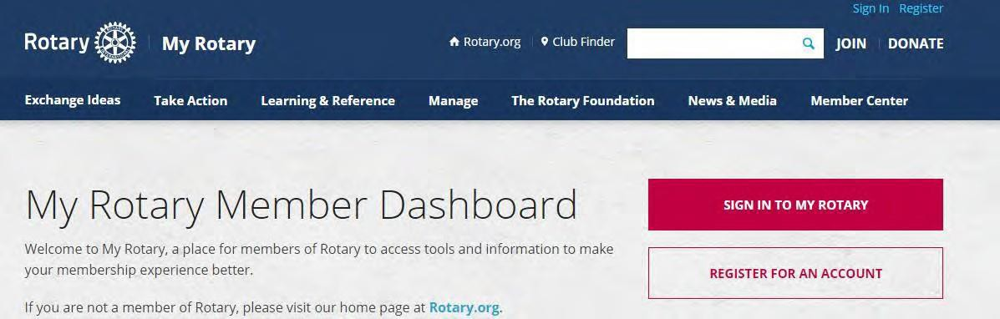 Sign In Register
Rotary My Rotary
Rotary.org Club Finder
JOIN DONATE
Exchange Ideas Take Action Learning & Reference Manage The Rotary Foundation News & Media Member Center
My Rotary Member Dashboard
Welcome to My Rotary, a place for members of Rotary to access tools and information to make
your membership experience better.
If you are not a member of Rotary, please visit our home page at Rotary.org.
SIGN IN TO MY ROTARY
REGISTER FOR AN ACCOUNT